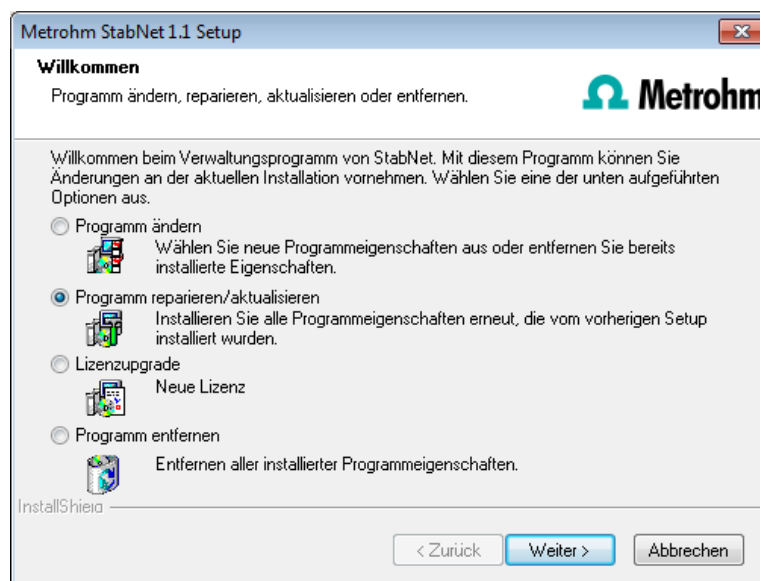 Metrohm StabNet 1.1 Setup
Willkommen
Programm ändern, reparieren, aktualisieren oder entfernen.
Metrohm
Willkommen beim Verwaltungsprogramm von StabNet. Mit diesem Programm können Sie
Änderungen an der aktuellen Installation vornehmen. Wählen Sie eine der unten aufgeführten
Optionen aus.
Programm ändern
Wählen Sie neue Programmeigenschaften aus oder entfernen Sie bereits
installierte Eigenschaften.
Programm reparieren/aktualisieren
Installieren Sie alle Programmeigenschaften erneut, die vom vorherigen Setup
installiert wurden.
Lizenzupgrade
Neue Lizenz
Programm entfernen
Entfernen aller installierter Programmeigenschaften.
InstallShield
< Zurück
Weiter >
Abbrechen